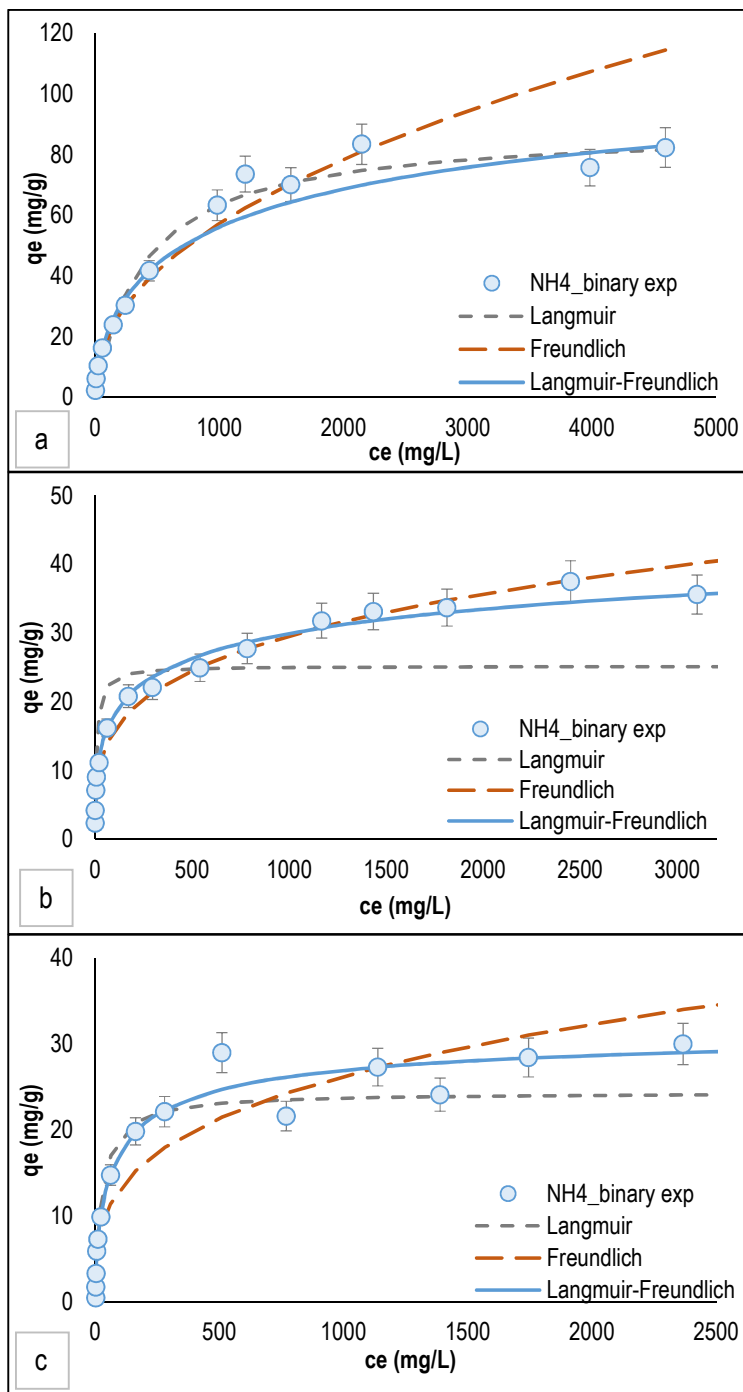 120
100
80
60
40
20
0
qe (mg/g)
NH4_binary exp
Langmuir
Freundlich
Langmuir-Freundlich
0 1000 2000 3000 4000 5000
ce (mg/L)
a
50
40
30
20
10
0
qe (mg/g)
NH4_binary exp
Langmuir
Freundlich
Langmuir-Freundlich
0 500 1000 1500 2000 2500 3000
ce (mg/L)
b
40
30
20
10
0
qe (mg/g)
NH4_binary exp
Langmuir
Freundlich
Langmuir-Freundlich
0 500 1000 1500 2000 2500
ce (mg/L)
c